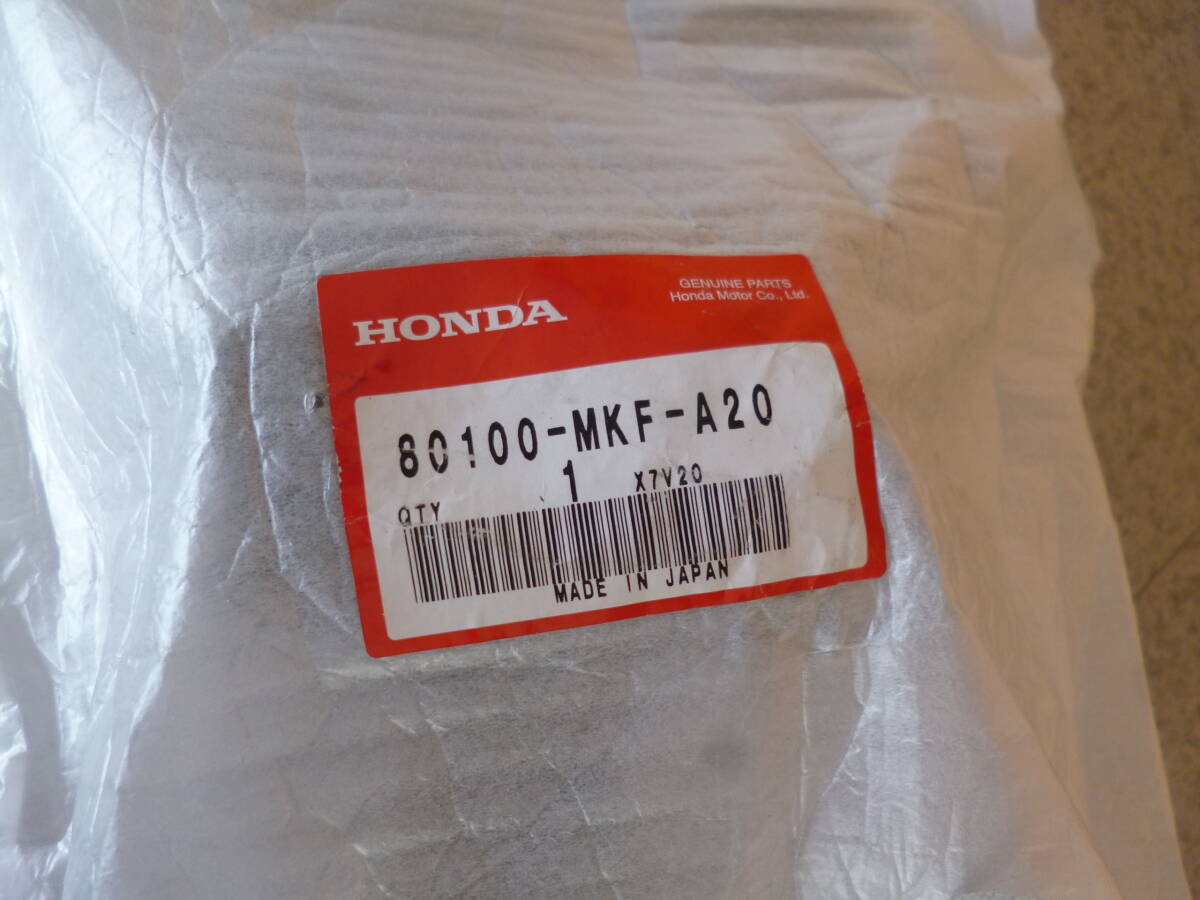 HONDA
GENUINE PARTS
Honda Motor Co., Ltd.
80100-MKF-A20
QTY 1 X7V20
MADE IN JAPAN